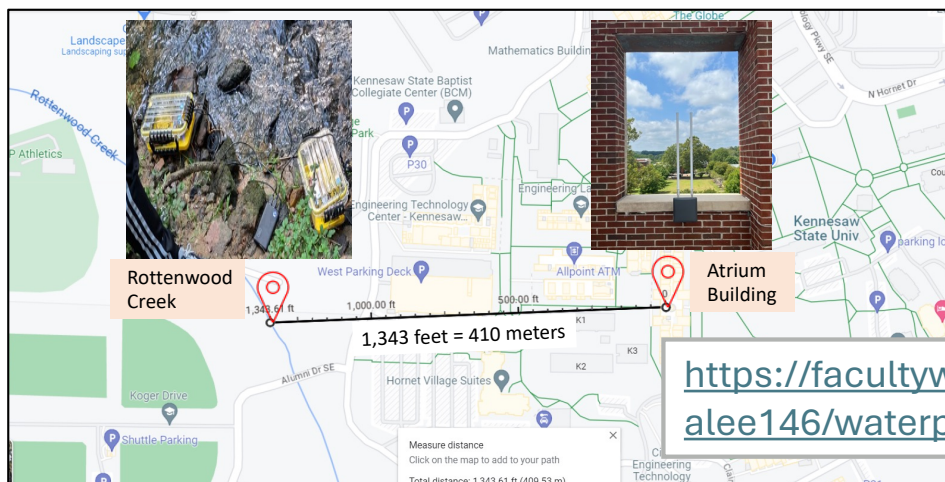 The Globe
Landscape
Landscaping
Mathematics
Kennesaw State Baptist
Collegiate Center (BCM)
N Hornet Dr
Rottenwood Creek
P Athletics
Park
P30
Engineering
Engineering Technology
Center - Kennesaw...
Kennesaw
State Univ
parking
West Parking Deck
Allpoint ATM
Rottenwood
Creek
Atrium
Building
1,343.61 ft
1,000.00 ft
500.00 ft
0
1,343 feet = 410 meters
K1
K2
K3
Alumni Dr SE
Hornet Village Suites
Koger Drive
Shuttle Parking
https://facultyw
alee146/waterp
Measure distance
Click on the map to add to your path
Total distance: 1,343.61 ft (409.53 m)
Engineering
Technology